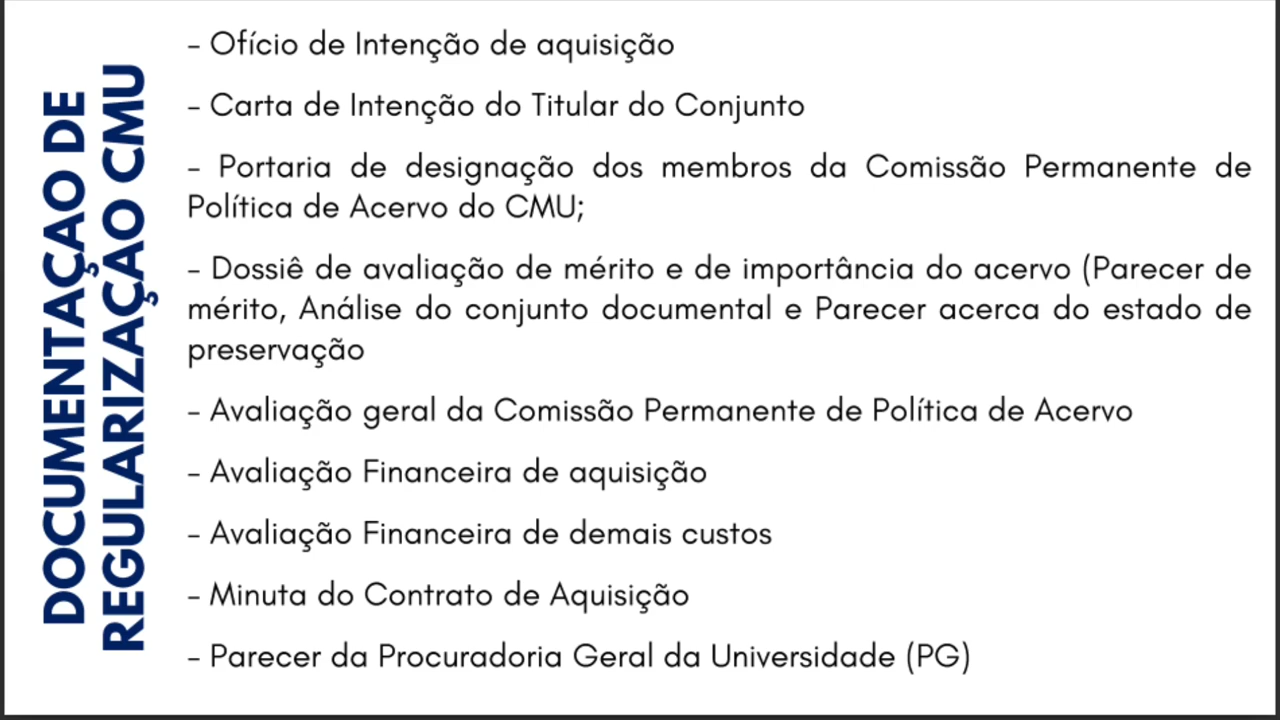 DOCUMENTAÇÃO DE
REGULARIZAÇÃO CMU
- Ofício de Intenção de aquisição
- Carta de Intenção do Titular do Conjunto
- Portaria de designação dos membros da Comissão Permanente de
Política de Acervo do CMU;
- Dossiê de avaliação de mérito e de importância do acervo (Parecer de
mérito, Análise do conjunto documental e Parecer acerca do estado de
preservação
- Avaliação geral da Comissão Permanente de Política de Acervo
- Avaliação Financeira de aquisição
- Avaliação Financeira de demais custos
- Minuta do Contrato de Aquisição
- Parecer da Procuradoria Geral da Universidade (PG)